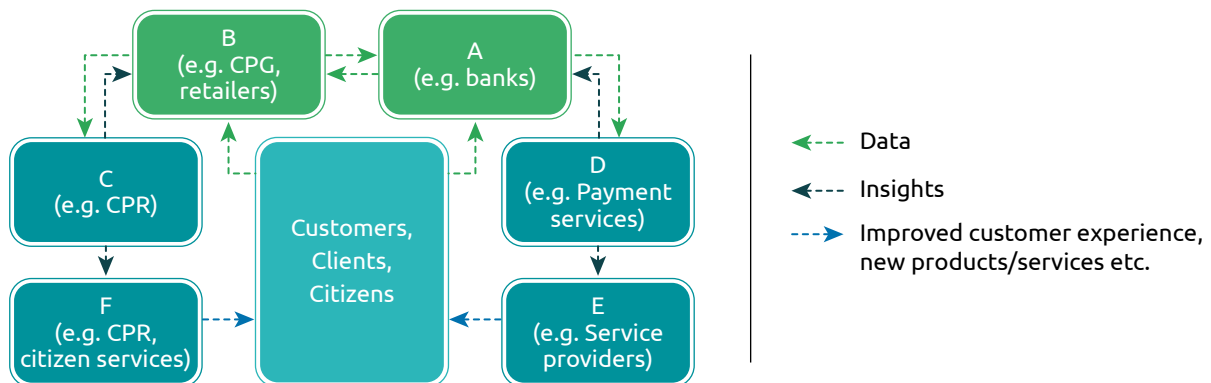 B
(e.g. CPG,
retailers)
A
(e.g. banks)
C
(e.g. CPR)
Customers,
Clients,
Citizens
D
(e.g. Payment
services)
F
(e.g. CPR,
citizen services)
E
(e.g. Service
providers)
Data
Insights
Improved customer experience,
new products/services etc.